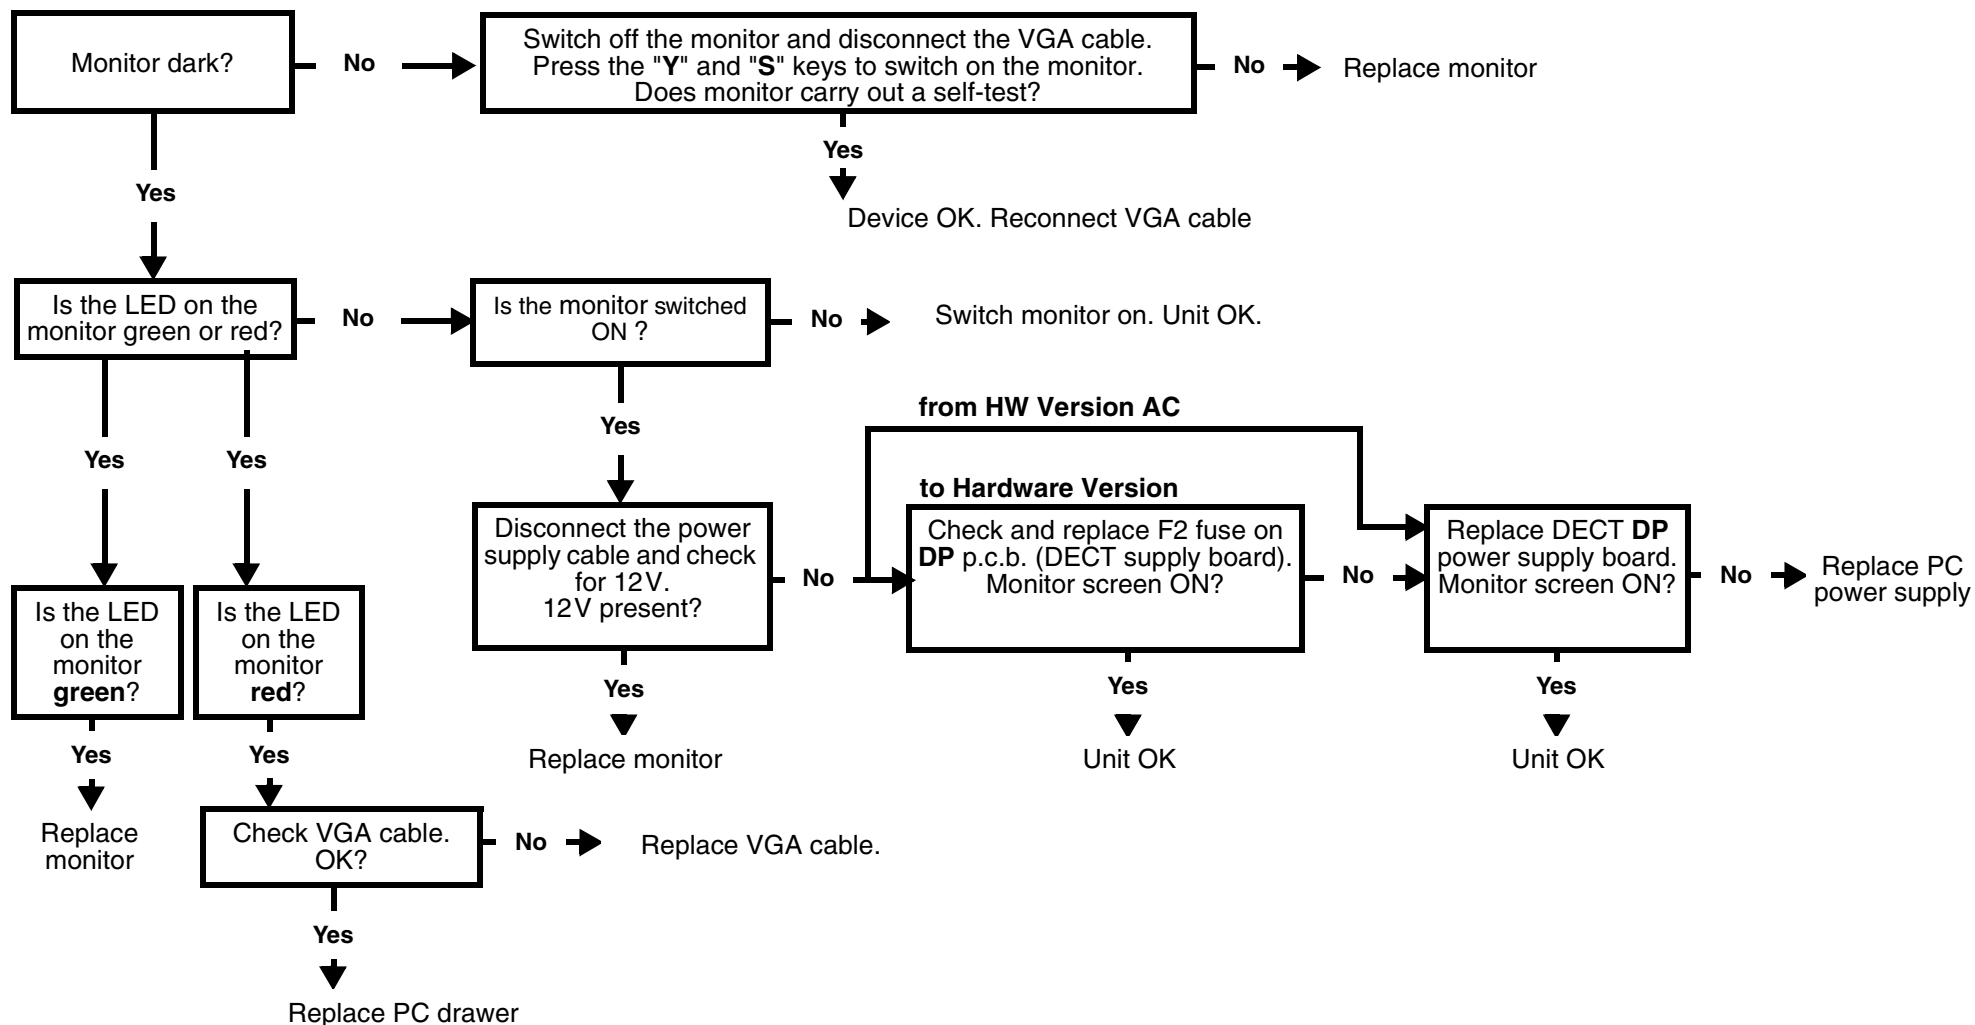 Monitor dark?
No
Switch off the monitor and disconnect the VGA cable.
Press the "Y" and "S" keys to switch on the monitor.
Does monitor carry out a self-test?
No
Replace monitor
Yes
Device OK. Reconnect VGA cable
Yes
Is the LED on the
monitor green or red?
No
Is the monitor switched
ON ?
No
Switch monitor on. Unit OK.
Yes
Yes
Yes
from HW Version AC
to Hardware Version
Disconnect the power
supply cable and check
for 12V.
12V present?
No
Check and replace F2 fuse on
DP p.c.b. (DECT supply board).
Monitor screen ON?
No
Replace DECT DP
power supply board.
Monitor screen ON?
No
Replace PC
power supply
Is the LED
on the
monitor
green?
Is the LED
on the
monitor
red?
Yes
Replace monitor
Yes
Unit OK
Yes
Unit OK
Yes
Replace
monitor
Yes
Check VGA cable.
OK?
No
Replace VGA cable.
Yes
Replace PC drawer